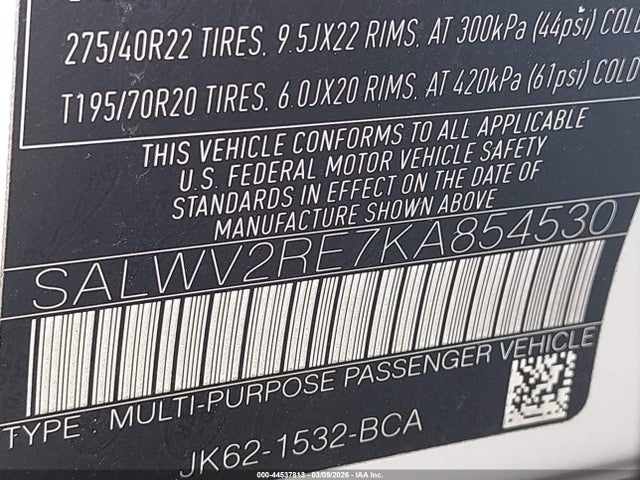 275/40R22 TIRES, 9.5JX22 RIMS, AT 300kPa (44psi) COLD
T195/70R20 TIRES, 6.0JX20 RIMS, AT 420kPa (61psi) COLD
THIS VEHICLE CONFORMS TO ALL APPLICABLE
U.S. FEDERAL MOTOR VEHICLE SAFETY
STANDARDS IN EFFECT ON THE DATE OF
MANUFACTURE SHOWN ABOVE
SALWV2RE7KA854530
TYPE: MULTI-PURPOSE PASSENGER VEHICLE
JK62-1532-BCA
000-44537813 - 03/09/2026 - IAAI Copart